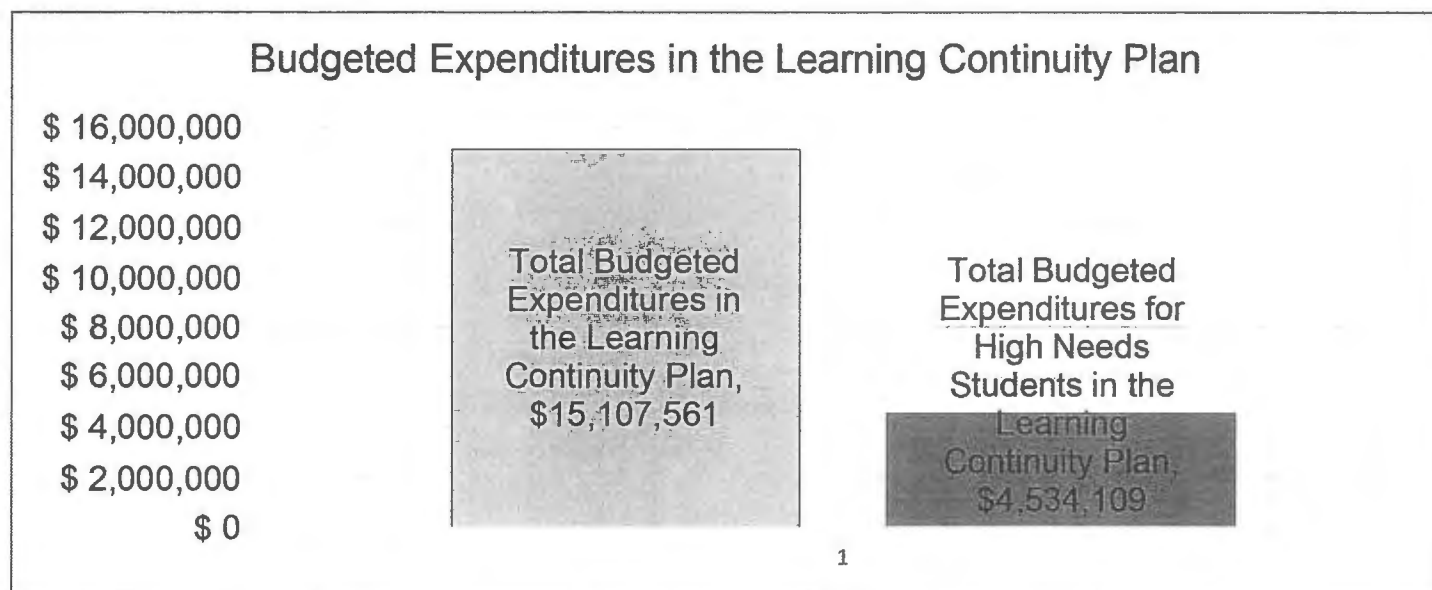 Budgeted Expenditures in the Learning Continuity Plan
$ 16,000,000
$ 14,000,000
$ 12,000,000
$ 10,000,000
$ 8,000,000
$ 6,000,000
$ 4,000,000
$ 2,000,000
$ 0
Total Budgeted
Expenditures in
the Learning
Continuity Plan,
$15,107,561
Total Budgeted
Expenditures for
High Needs
Students in the
Learning
Continuity Plan,
$4,534,109
1